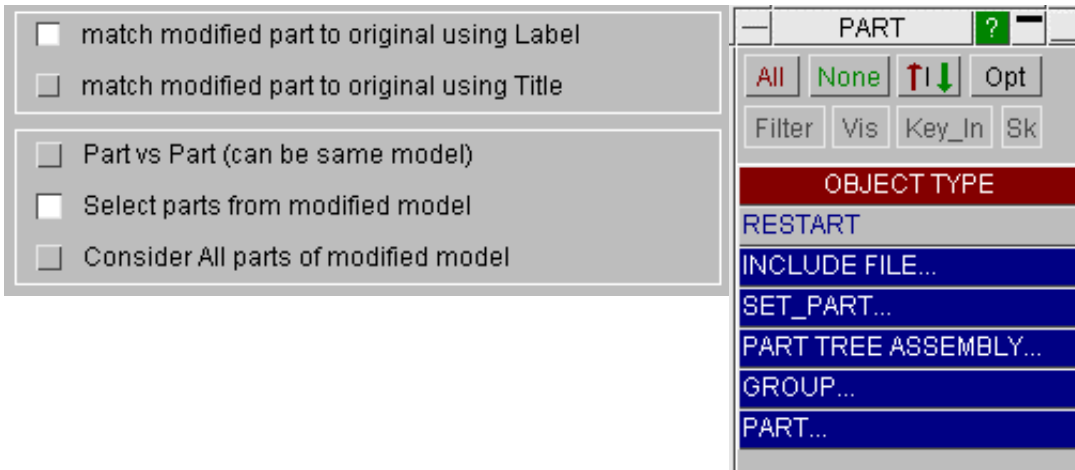 match modified part to original using Label
match modified part to original using Title
Part vs Part (can be same model)
Select parts from modified model
Consider All parts of modified model
PART ?
All None Opt
Filter Vis Key_In Sk
OBJECT TYPE
RESTART
INCLUDE FILE...
SET_PART...
PART TREE ASSEMBLY...
GROUP...
PART...